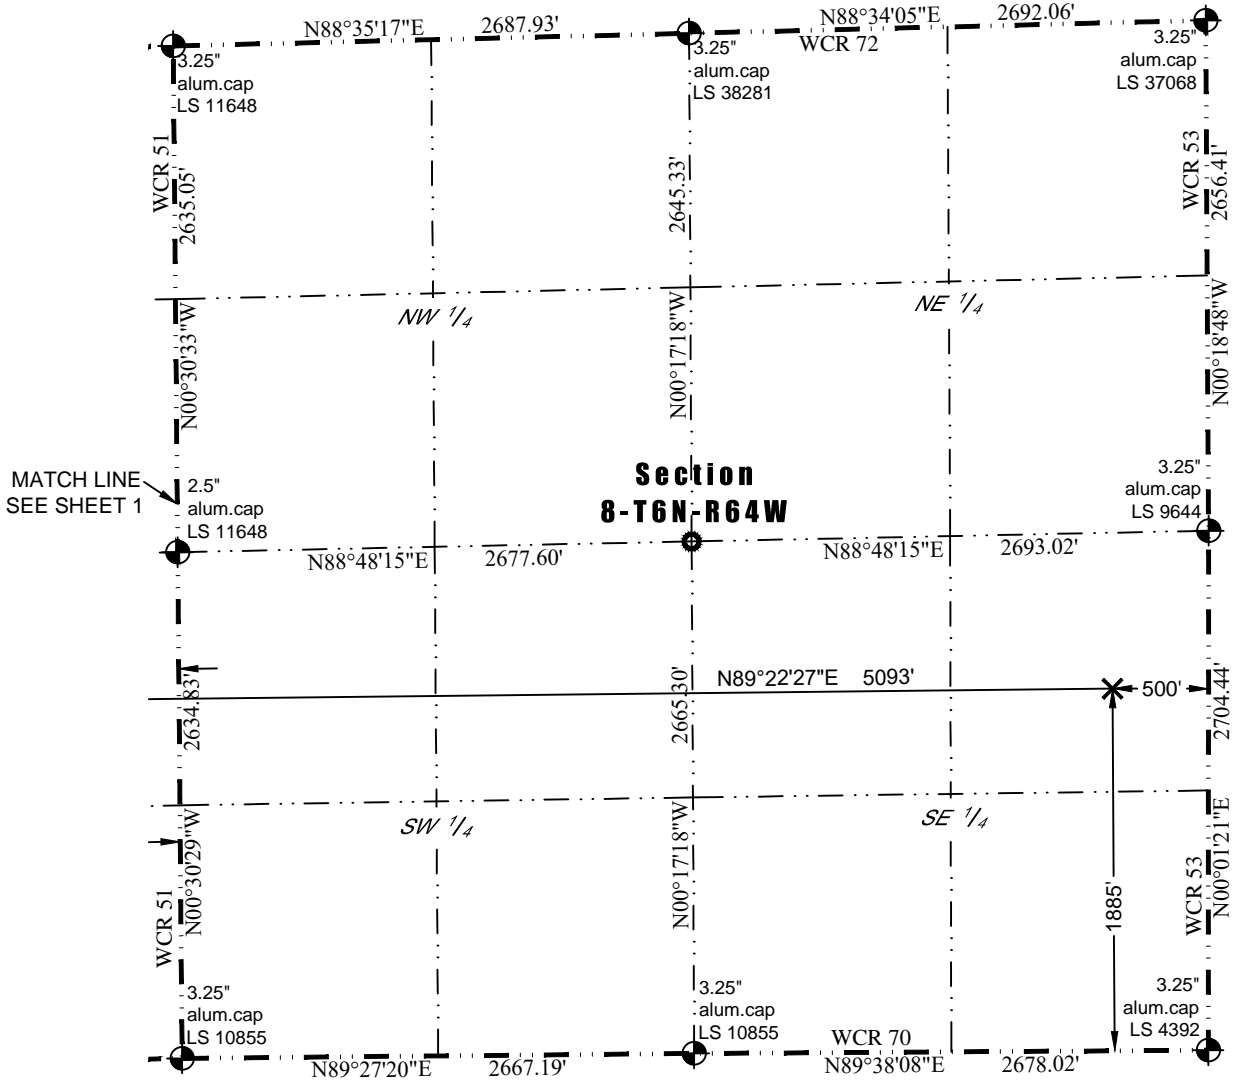 N88°35'17"E 2687.93'
N88°34'05"E 2692.06'
WCR 72
3.25"
alum.cap
LS 11648
3.25"
alum.cap
LS 38281
3.25"
alum.cap
LS 37068
WCR 51
2635.05'
2645.33'
WCR 53
2656.41'
NW 1/4
NE 1/4
N00°30'33"W
N00°17'18"W
N00°18'48"W
MATCH LINE
SEE SHEET 1
2.5"
alum.cap
LS 11648
Section
8-T6N-R64W
3.25"
alum.cap
LS 9644
N88°48'15"E 2677.60'
N88°48'15"E 2693.02'
N89°22'27"E 5093'
500'
2634.83'
2665.30'
2704.44'
SW 1/4
SE 1/4
N00°30'29"W
N00°17'18"W
1885'
N00°01'21"E
WCR 51
WCR 53
3.25"
alum.cap
LS 10855
3.25"
alum.cap
LS 10855
3.25"
alum.cap
LS 4392
WCR 70
N89°27'20"E 2667.19'
N89°38'08"E 2678.02'